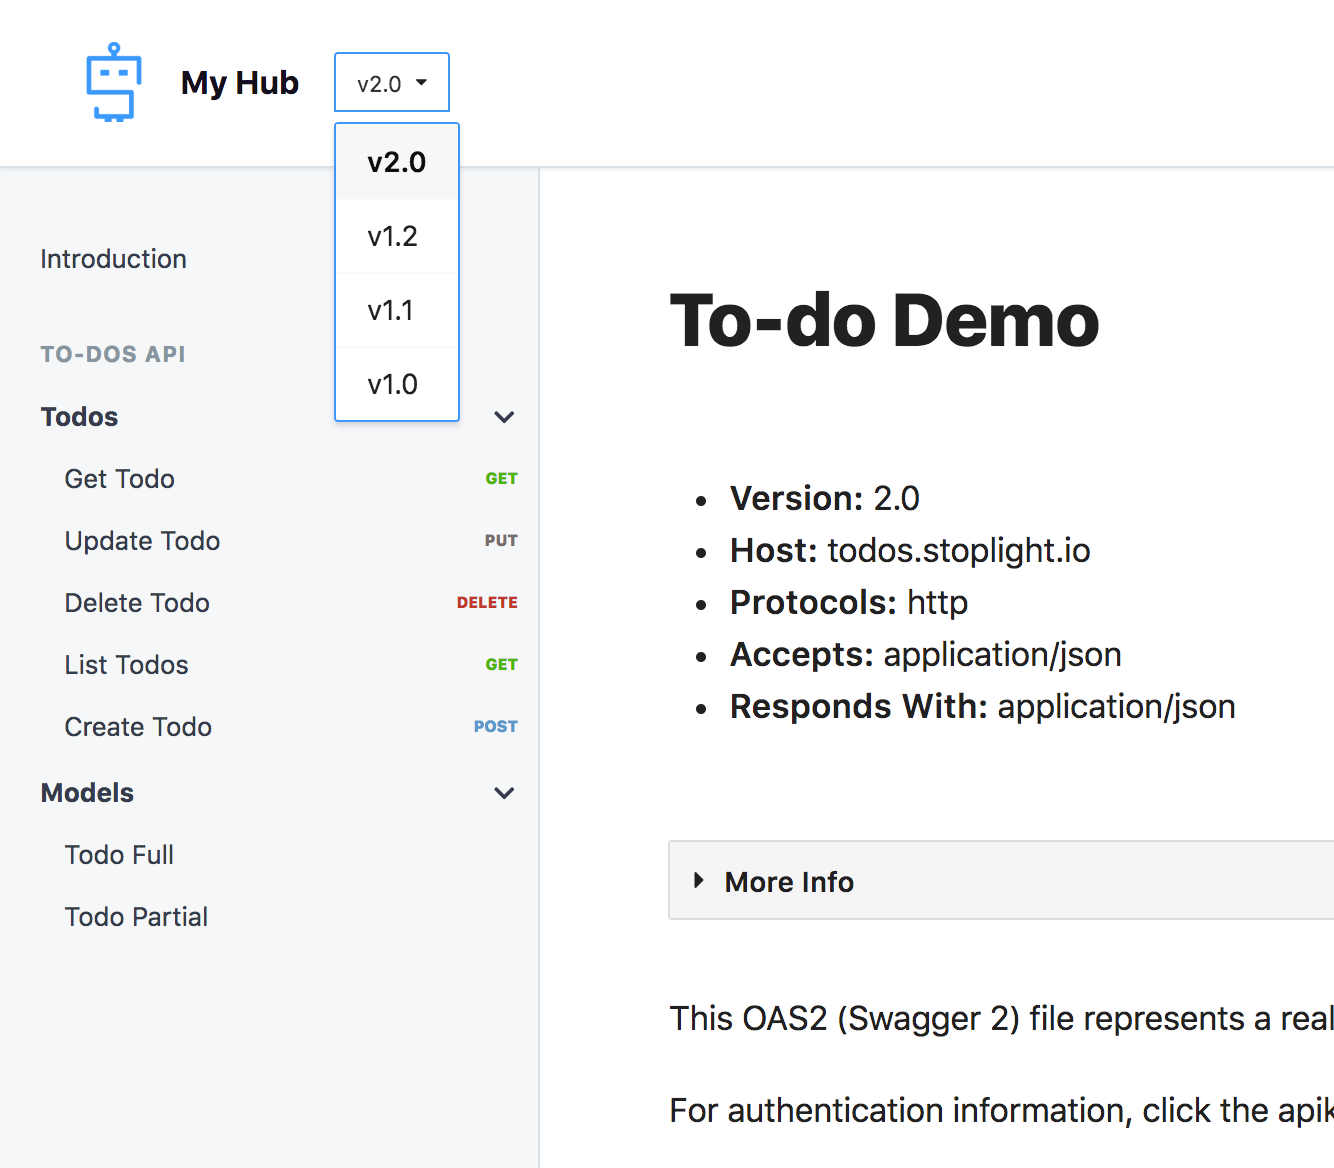 My Hub
v2.0
v2.0
v1.2
v1.1
v1.0
Introduction
TO-DOS API
Todos
Get Todo GET
Update Todo PUT
Delete Todo DELETE
List Todos GET
Create Todo POST
Models
Todo Full
Todo Partial
To-do Demo
• Version: 2.0
• Host: todos.stoplight.io
• Protocols: http
• Accepts: application/json
• Responds With: application/json
More Info
This OAS2 (Swagger 2) file represents a real
For authentication information, click the apik